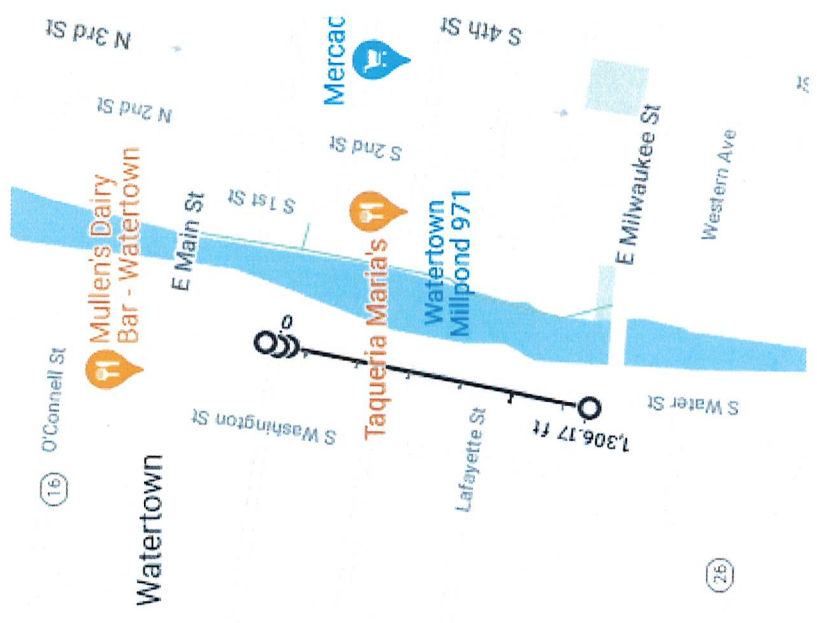 N 3rd St
S 4th St
Mercac
St
N 2nd St
S 2nd St
Mullen's Dairy
Bar - Watertown
E Main St
S 1st St
Taqueria Maria's
Watertown
Millpond 971
E Milwaukee St
Western Ave
O'Connell St
0
S Washington St
S Water St
1,306.17 ft
Lafayette St
16
Watertown
26